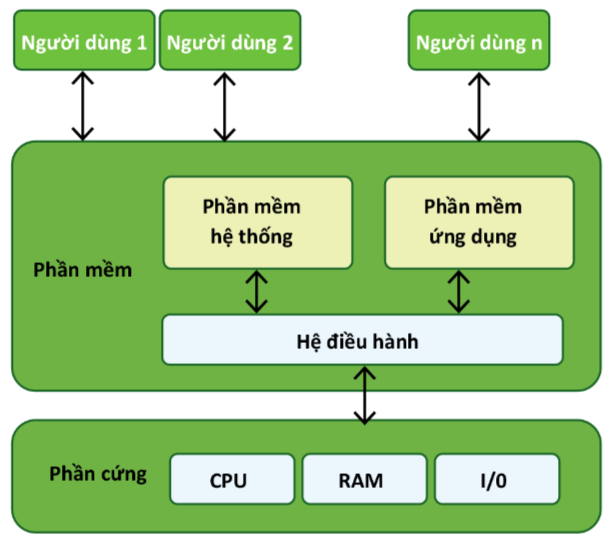 Người dùng 1
Người dùng 2
Người dùng n
Phần mềm
hệ thống
Phần mềm
ứng dụng
Phần mềm
Hệ điều hành
Phần cứng
CPU
RAM
I/0